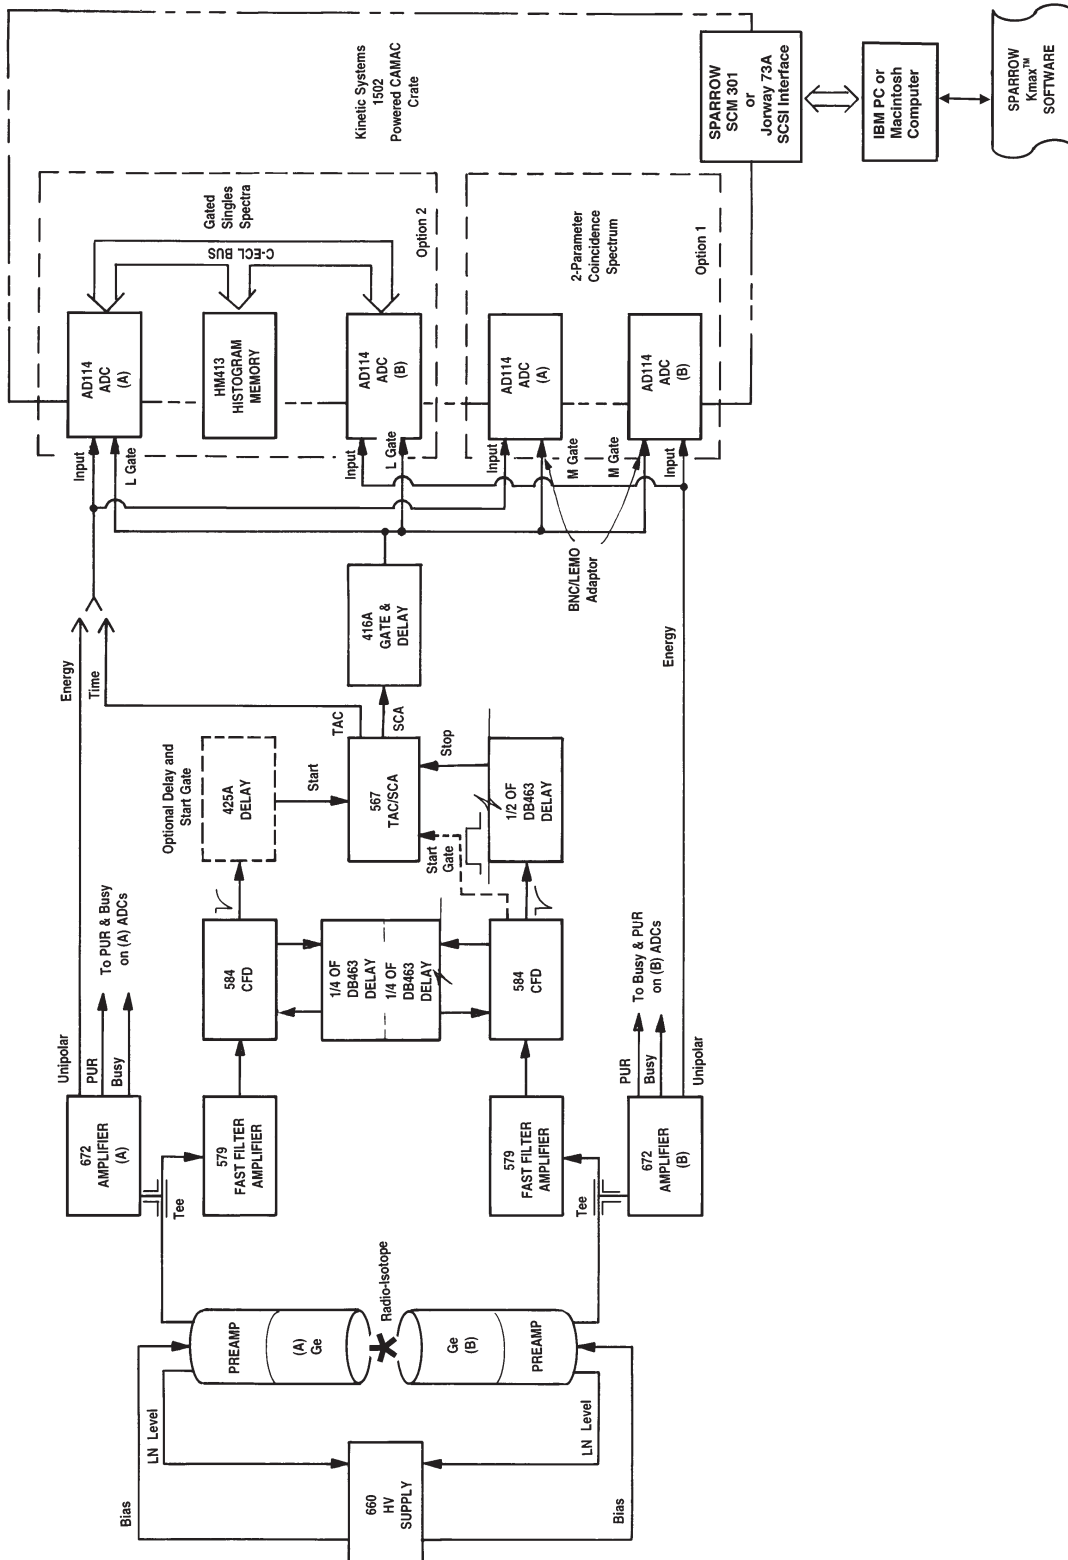 660
HV
SUPPLY
Bias
LN Level
LN Level
Bias
PREAMP
(A)
Ge
Radio-Isotope
Ge
(B)
PREAMP
Tee
Tee
672
AMPLIFIER
(A)
579
FAST FILTER
AMPLIFIER
579
FAST FILTER
AMPLIFIER
672
AMPLIFIER
(B)
Unipolar
PUR
Busy
To PUR & Busy
on (A) ADCs
PUR
Busy
Unipolar
To Busy & PUR
on (B) ADCs
584
CFD
1/4 OF
DB463
DELAY
1/4 OF
DB463
DELAY
584
CFD
Optional Delay and
Start Gate
425A
DELAY
Start
567
TAC/SCA
Start
Gate
Stop
1/2 OF
DB463
DELAY
TAC
SCA
Energy
Time
416A
GATE &
DELAY
Energy
BNC/LEMO
Adaptor
Input
L Gate
Input
L Gate
Input
M Gate
M Gate
Input
AD114
ADC
(A)
HM413
HISTOGRAM
MEMORY
AD114
ADC
(B)
AD114
ADC
(A)
AD114
ADC
(B)
C-ECL BUS
Gated
Singles
Spectra
Option 2
2-Parameter
Coincidence
Spectrum
Option 1
Kinetic Systems
1502
Powered CAMAC
Crate
SPARROW
SCM 301
or
Jorway 73A
SCSI Interface
IBM PC or
Macintosh
Computer
SPARROW
Kmax™
SOFTWARE